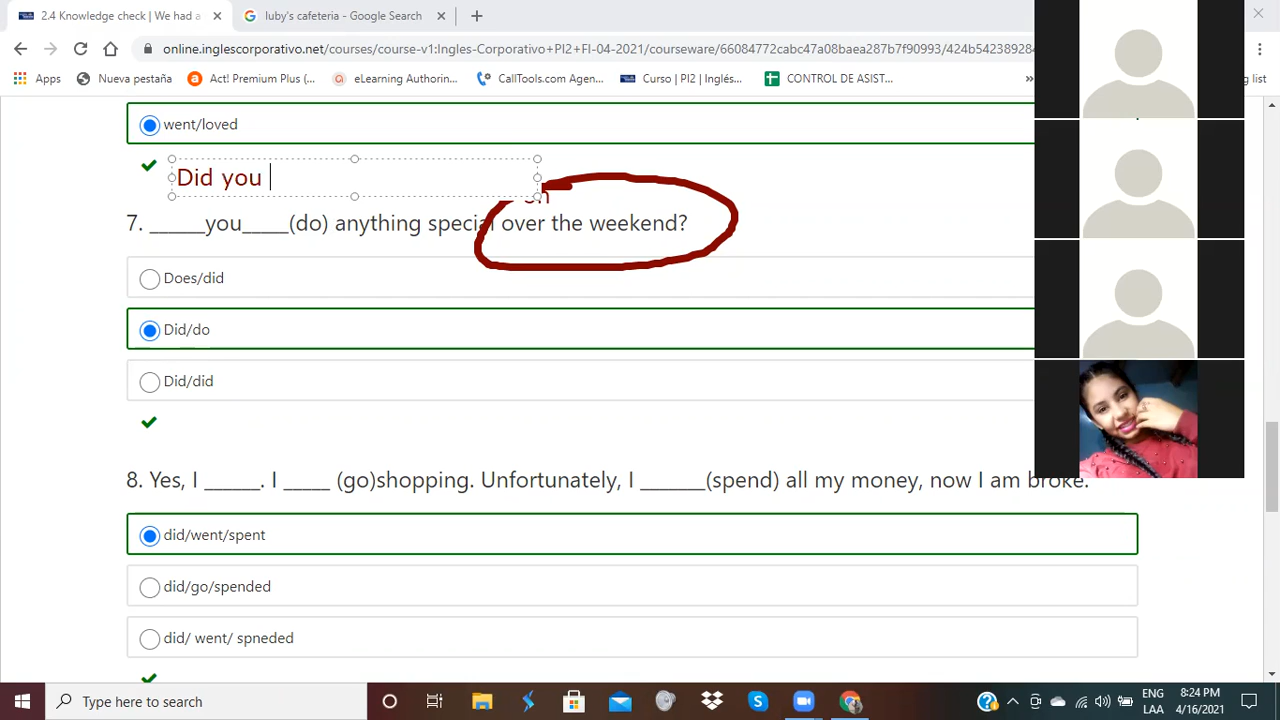 2.4 Knowledge check | We had a
luby's cafeteria - Google Search
online.inglescorporativo.net/courses/course-v1:Ingles-Corporativo+PI2+FI-04-2021/courseware/66084772cabc47a08baea287b7f90993/424b542389284
Apps
Nueva pestaña
Act! Premium Plus (...
eLearning Authorin...
CallTools.com Agen...
Curso | PI2 | Inglés...
CONTROL DE ASIST...
»
ng list
went/loved
Did you
on
7. ______you_____(do) anything special over the weekend?
Does/did
Did/do
Did/did
8. Yes, I ______. I _____ (go)shopping. Unfortunately, I _______(spend) all my money, now I am broke.
did/went/spent
did/go/spended
did/ went/ spneded
Type here to search
ENG
LAA
8:24 PM
4/16/2021